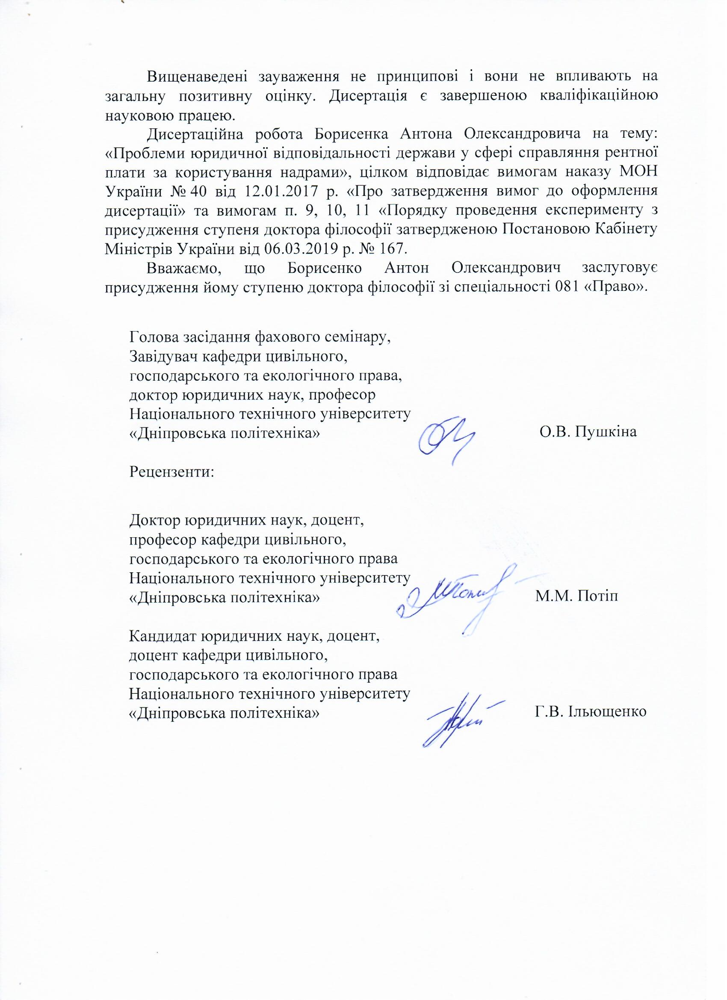 Вищенаведені зауваження не принципові і вони не впливають на
загальну позитивну оцінку. Дисертація є завершеною кваліфікаційною
науковою працею.
Дисертаційна робота Борисенка Антона Олександровича на тему:
«Проблеми юридичної відповідальності держави у сфері справляння рентної
плати за користування надрами», цілком відповідає вимогам наказу МОН
України № 40 від 12.01.2017 р. «Про затвердження вимог до оформлення
дисертації» та вимогам п. 9, 10, 11 «Порядку проведення експерименту з
присудження ступеня доктора філософії затвердженою Постановою Кабінету
Міністрів України від 06.03.2019 р. № 167.
Вважаємо, що Борисенко Антон Олександрович заслуговує
присудження йому ступеню доктора філософії зі спеціальності 081 «Право».
Голова засідання фахового семінару,
Завідувач кафедри цивільного,
господарського та екологічного права,
доктор юридичних наук, професор
Національного технічного університету
«Дніпровська політехніка» О.В. Пушкіна
Рецензенти:
Доктор юридичних наук, доцент,
професор кафедри цивільного,
господарського та екологічного права
Національного технічного університету
«Дніпровська політехніка» М.М. Потіп
Кандидат юридичних наук, доцент,
доцент кафедри цивільного,
господарського та екологічного права
Національного технічного університету
«Дніпровська політехніка» Г.В. Ільющенко